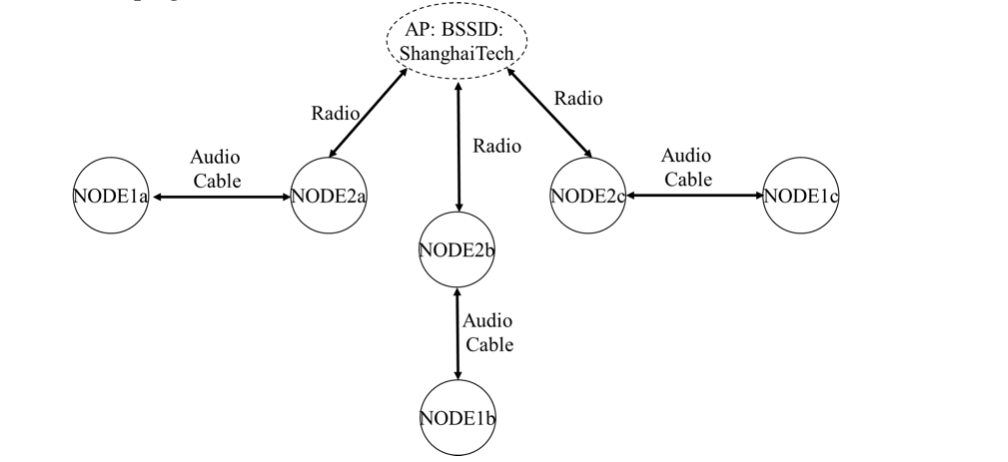 AP: BSSID:
ShanghaiTech
Radio
Radio
Radio
Audio
Cable
Audio
Cable
NODE1a
NODE2a
NODE2c
NODE1c
NODE2b
Audio
Cable
NODE1b